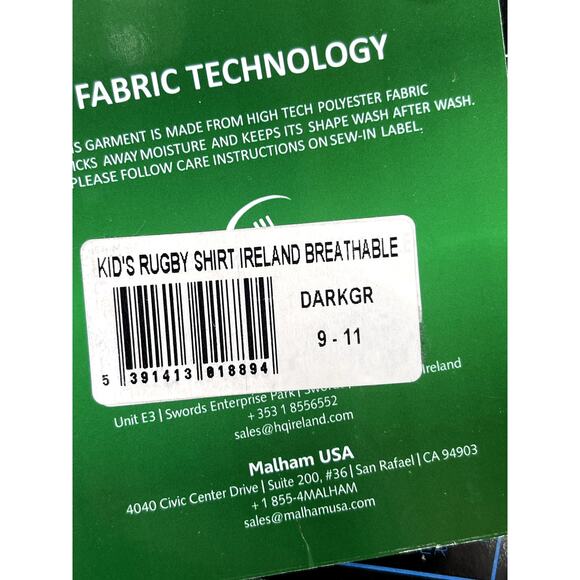 FABRIC TECHNOLOGY
IS GARMENT IS MADE FROM HIGH TECH POLYESTER FABRIC
ICKS AWAY MOISTURE AND KEEPS ITS SHAPE WASH AFTER WASH.
PLEASE FOLLOW CARE INSTRUCTIONS ON SEW-IN LABEL.
KID'S RUGBY SHIRT IRELAND BREATHABLE
DARKGR
9 - 11
5 391413 018894
Unit E3 | Swords Enterprise Park | Ireland
+353 1 8556552
sales@hqireland.com
Malham USA
4040 Civic Center Drive | Suite 200, #36 | San Rafael | CA 94903
+1 855-4MALHAM
sales@malhamusa.com